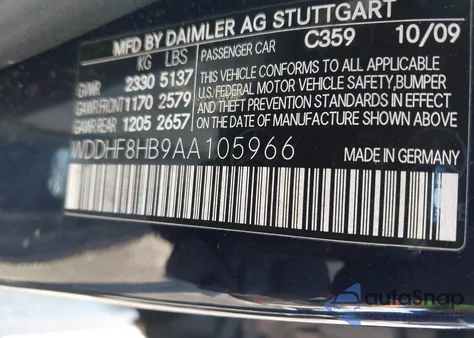 MFD BY DAIMLER AG STUTTGART
KG LBS
PASSENGER CAR C359 10/09
GVWR 2330 5137
GAWR FRONT 1170 2579
GAWR REAR 1205 2657
THIS VEHICLE CONFORMS TO ALL APPLICABLE
U.S. FEDERAL MOTOR VEHICLE SAFETY, BUMPER
AND THEFT PREVENTION STANDARDS IN EFFECT
ON THE DATE OF MANUFACTURE SHOWN ABOVE.
WDDHF8HB9AA105966
MADE IN GERMANY
autoSnap